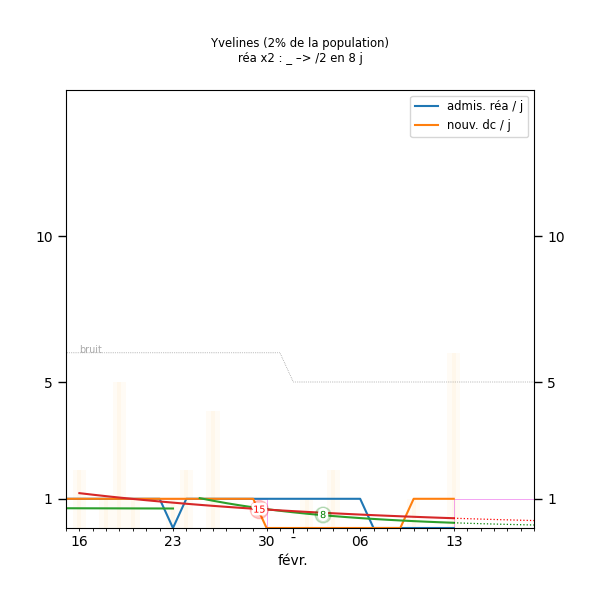 Yvelines (2% de la population)
réa x2 : _ –> /2 en 8 j
admis. réa / j
nouv. dc / j
10 10
bruit
5 5
1 1
15
8
16 23 30 - 06 13
févr.